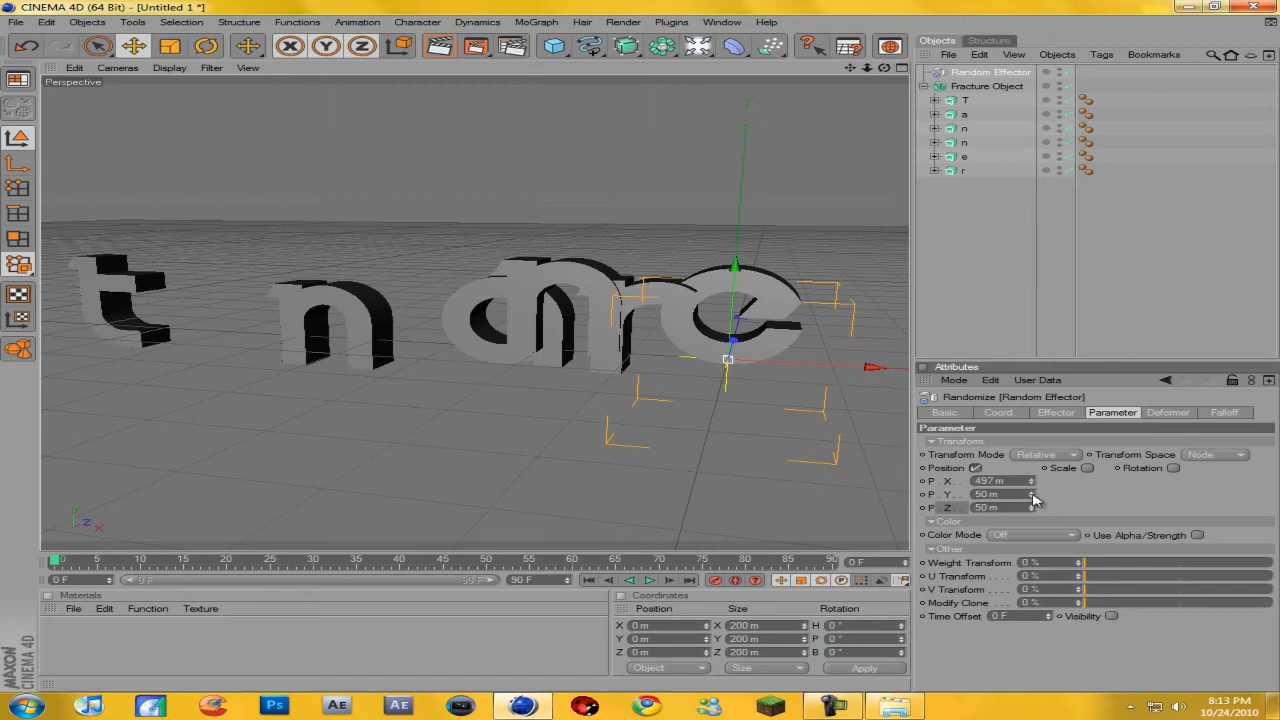 CINEMA 4D (64 Bit) - [Untitled 1 *]
File Edit Objects Tools Selection Structure Functions Animation Character Dynamics MoGraph Hair Render Plugins Window Help
Objects Structure
File Edit View Objects Tags Bookmarks
Edit Cameras Display Filter View
Perspective
Random Effector
Fracture Object
T
a
n
n
e
r
Y
t n a n r e
Y
Z X
Attributes
Mode Edit User Data
Randomize [Random Effector]
Basic Coord. Effector Parameter Deformer Falloff
Parameter
Transform
Transform Mode Relative Transform Space Node
Position Scale Rotation
P . X . . 497 m
P . Y . . 50 m
P . Z . . 50 m
Color
Color Mode Off Use Alpha/Strength
Other
Weight Transform 0 %
U Transform . . . . 0 %
V Transform . . . . 0 %
Modify Clone . . . 0 %
Time Offset 0 F Visibility
0 5 10 15 20 25 30 35 40 45 50 55 60 65 70 75 80 85 90 0 F
0 F 0 F 90 F 90 F
Materials
File Edit Function Texture
Coordinates
Position Size Rotation
X 0 m X 200 m H 0 °
Y 0 m Y 200 m P 0 °
Z 0 m Z 200 m B 0 °
Object Size Apply
MAXON CINEMA 4D
Ps AE AE
8:13 PM
10/24/2010